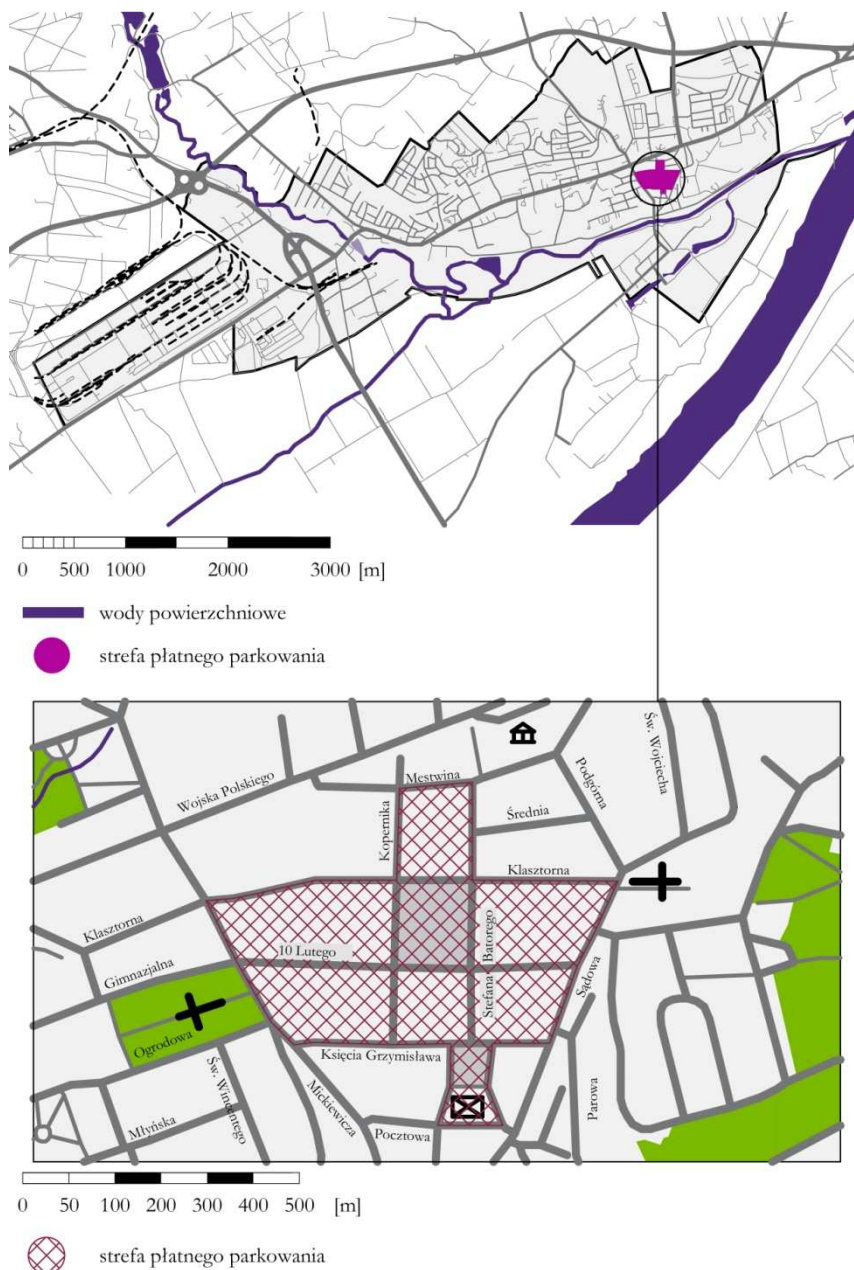 0 500 1000 2000 3000 [m]
wody powierzchniowe
strefa płatnego parkowania
Św. Wojciecha
Wojska Polskiego
Mestwina
Podgórna
Kopernika
Średnia
Klasztorna
Klasztorna
Stefana Batorego
10 Lutego
Gimnazjalna
Sądowa
Ogrodowa
Księcia Grzymisława
Św. Wincentego
Mickiewicza
Parowa
Młyńska
Pocztowa
0 50 100 200 300 400 500 [m]
strefa płatnego parkowania